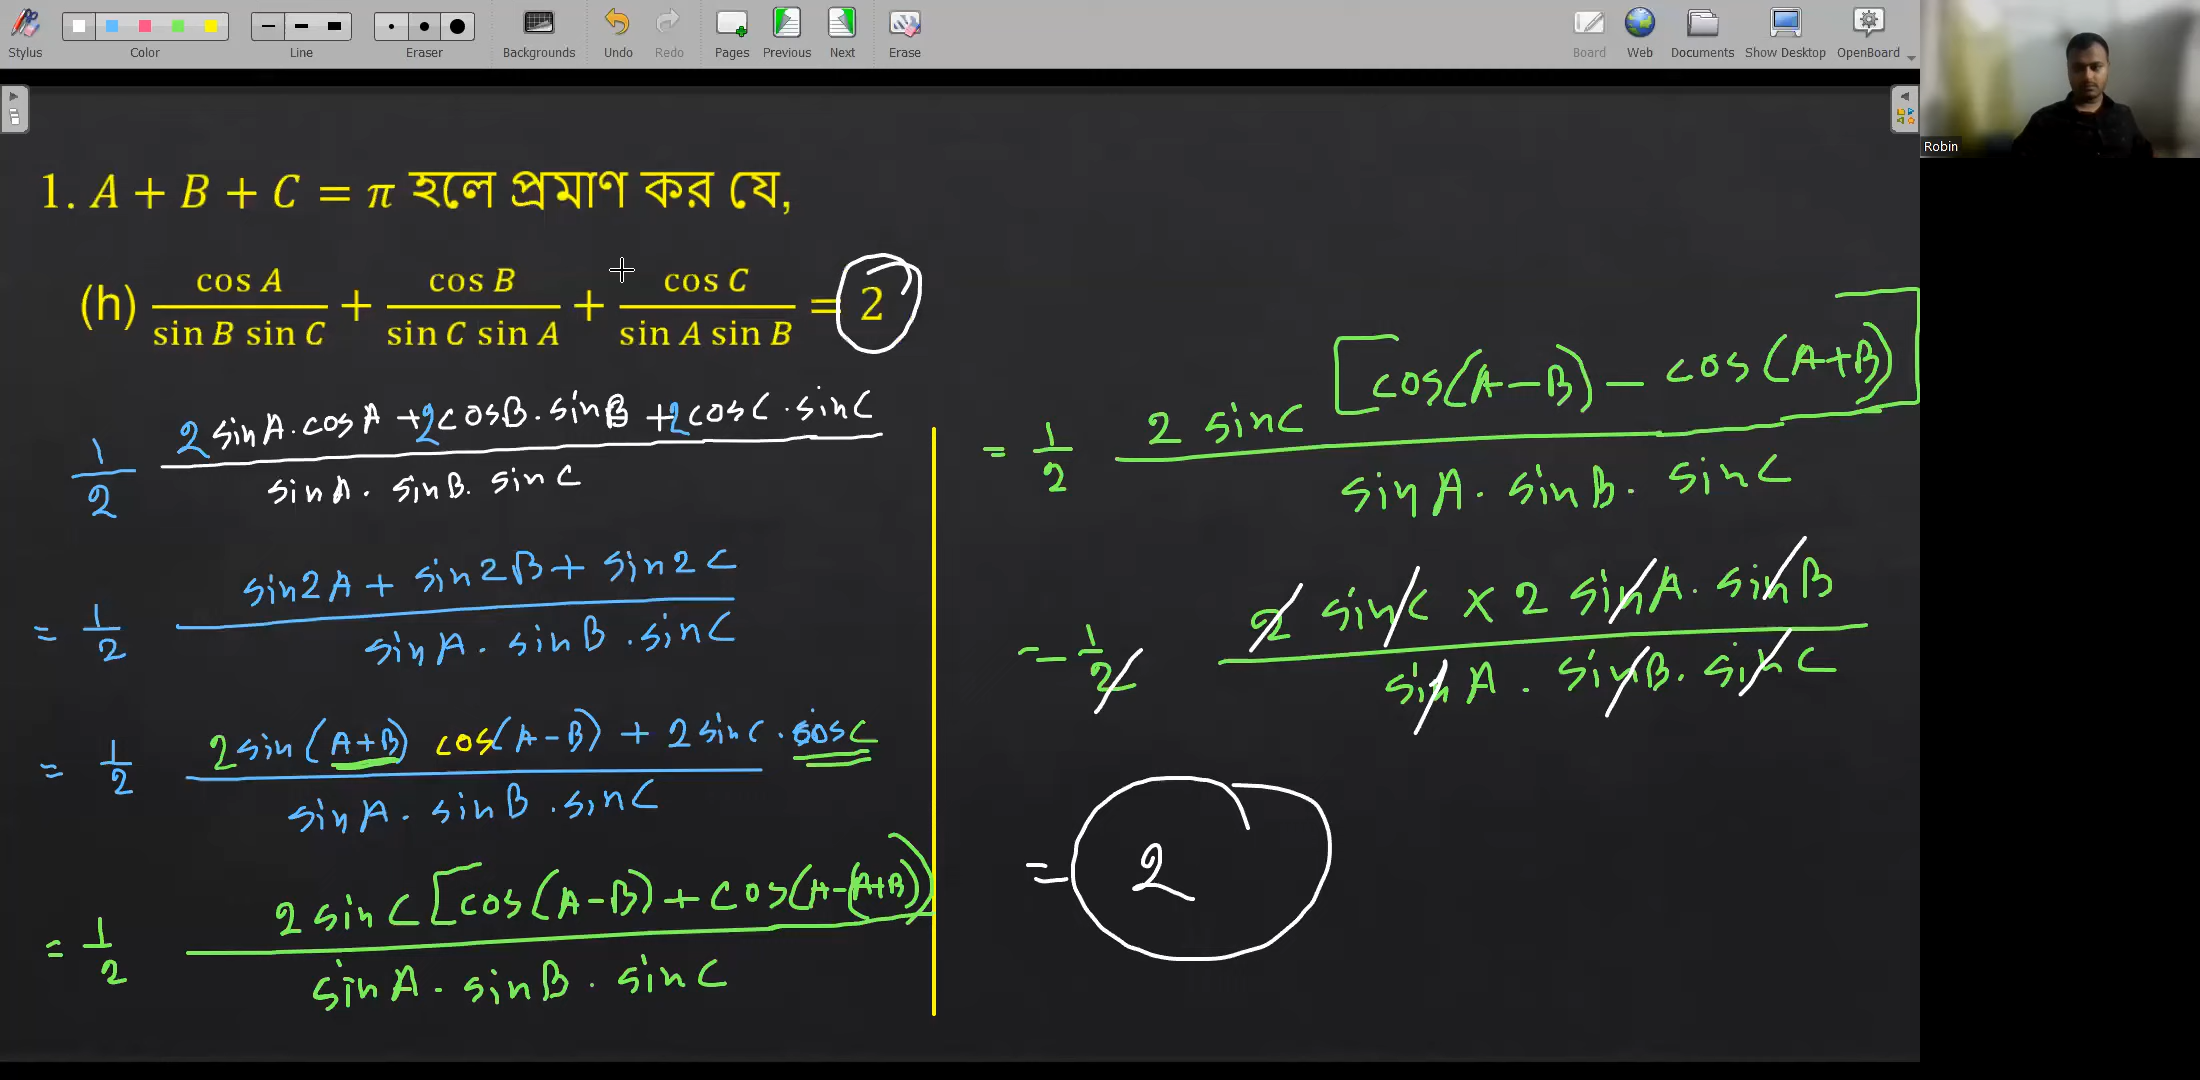 Stylus Color Line Eraser Backgrounds Undo Redo Pages Previous Next Erase Board Web Documents Show Desktop OpenBoard
Robin
1. A + B + C = π হলে প্রমাণ কর যে,
(h) cos A / sin B sin C + cos B / sin C sin A + cos C / sin A sin B = 2
1/2 2 sinA.cosA + 2cosB.sinB + 2cosC.sinC / sinA. sinB. sinC
= 1/2 sin2A + sin2B + sin2C / sinA. sinB. sinC
= 1/2 2sin(A+B) cos(A-B) + 2 sinC. cosC / sinA. sinB. sinC
= 1/2 2 sinC [cos(A-B) + cos(π-(A+B)) / sinA. sinB. sinC
= 1/2 2 sinC [cos(A-B) - cos(A+B)] / sinA. sinB. sinC
= - 1/2 2 sinC x 2 sinA. sinB / sinA. sinB. sinC
= 2